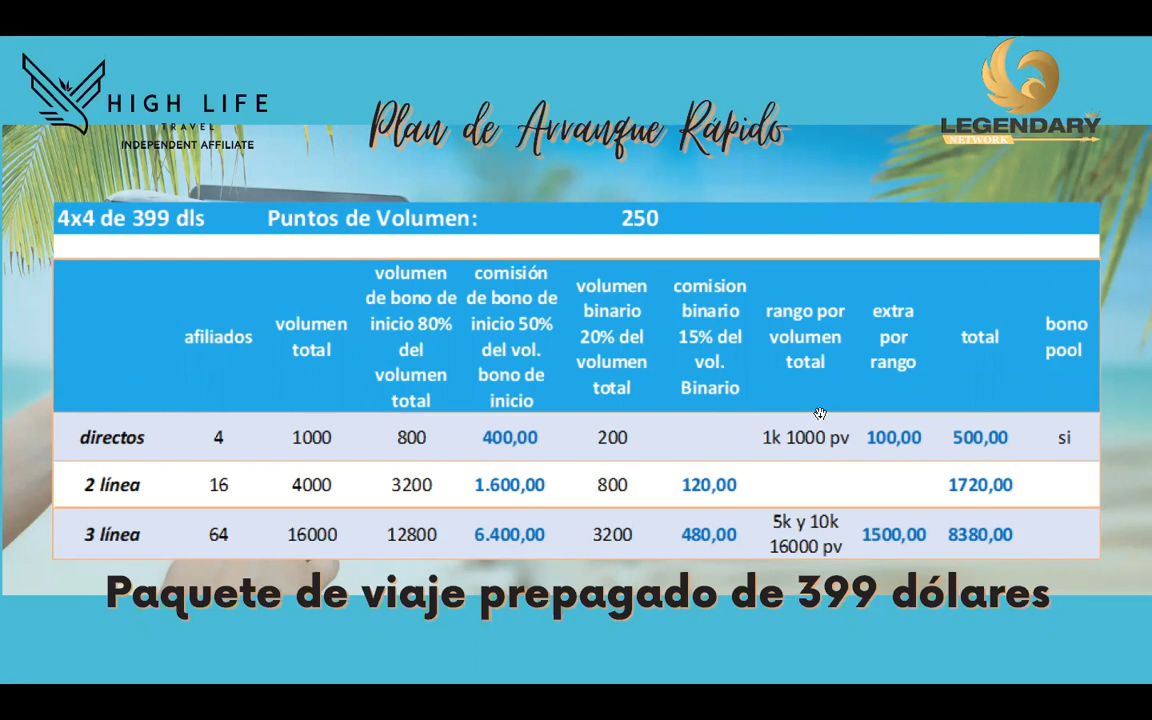 HIGH LIFE
TRAVEL
INDEPENDENT AFFILIATE
Plan de Arranque Rápido
LEGENDARY
NETWORK
4x4 de 399 dls Puntos de Volumen: 250
afiliados
volumen total
volumen de bono de inicio 80% del volumen total
comisión de bono de inicio 50% del vol. bono de inicio
volumen binario 20% del volumen total
comision binario 15% del vol. Binario
rango por volumen total
extra por rango
total
bono pool
directos 4 1000 800 400,00 200 1k 1000 pv 100,00 500,00 si
2 línea 16 4000 3200 1.600,00 800 120,00 1720,00
3 línea 64 16000 12800 6.400,00 3200 480,00 5k y 10k 16000 pv 1500,00 8380,00
Paquete de viaje prepagado de 399 dólares